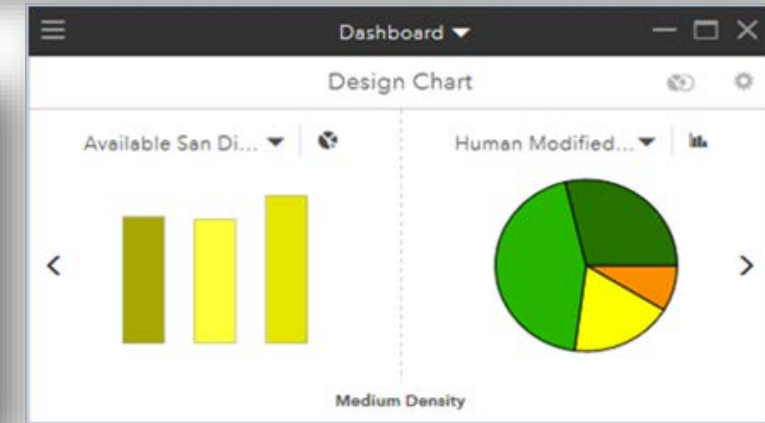 Dashboard
Design Chart
Available San Di...
Human Modified...
Medium Density